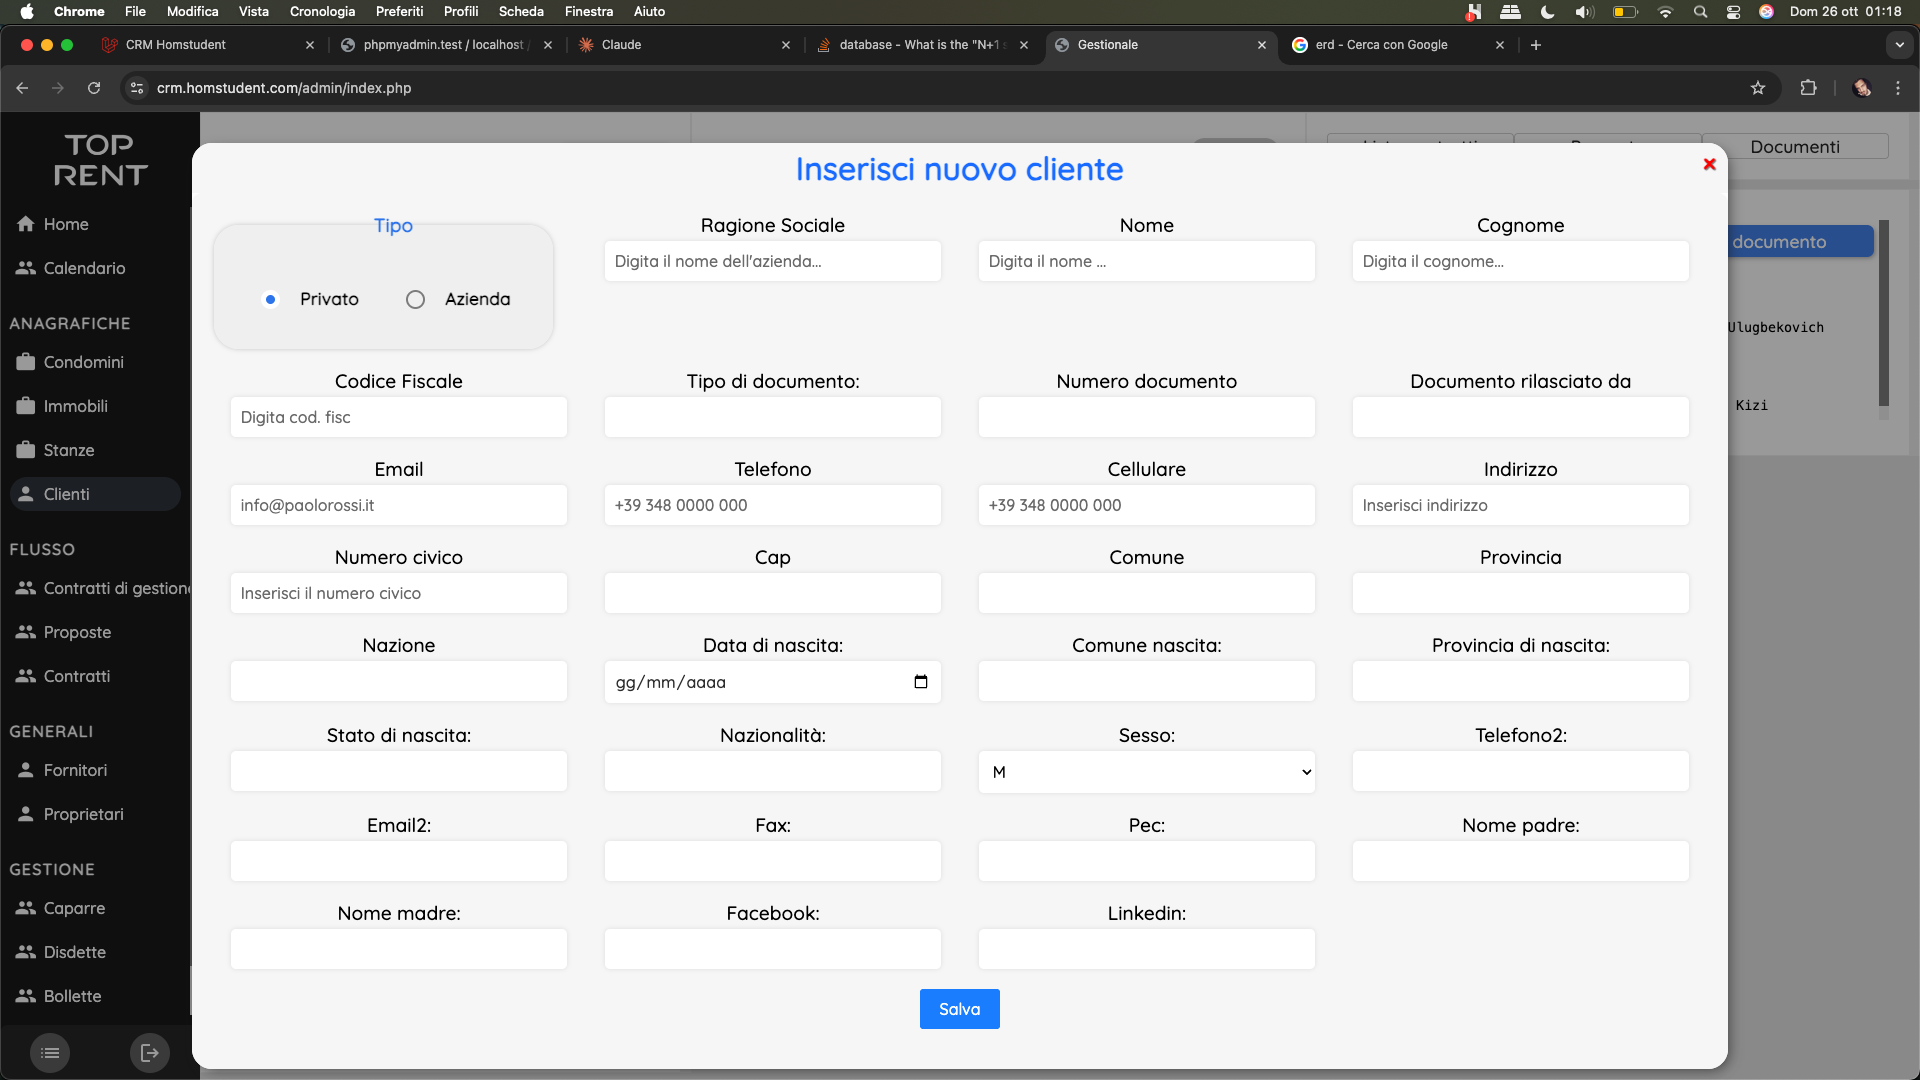 Chrome File Modifica Vista Cronologia Preferiti Profili Scheda Finestra Aiuto Dom 26 ott 01:18
CRM Homstudent phpmyadmin.test / localhost / Claude database - What is the "N+1 s Gestionale erd - Cerca con Google
crm.homstudent.com/admin/index.php
TOP
RENT
Home
Calendario
ANAGRAFICHE
Condomini
Immobili
Stanze
Clienti
FLUSSO
Contratti di gestione
Proposte
Contratti
GENERALI
Fornitori
Proprietari
GESTIONE
Caparre
Disdette
Bollette
Documenti
documento
Ulugbekovich
Kizi
Inserisci nuovo cliente
Tipo Ragione Sociale Nome Cognome
Digita il nome dell'azienda... Digita il nome ... Digita il cognome...
Privato Azienda
Codice Fiscale Tipo di documento: Numero documento Documento rilasciato da
Digita cod. fisc
Email Telefono Cellulare Indirizzo
info@paolorossi.it +39 348 0000 000 +39 348 0000 000 Inserisci indirizzo
Numero civico Cap Comune Provincia
Inserisci il numero civico
Nazione Data di nascita: Comune nascita: Provincia di nascita:
gg/mm/aaaa
Stato di nascita: Nazionalità: Sesso: Telefono2:
M
Email2: Fax: Pec: Nome padre:
Nome madre: Facebook: Linkedin:
Salva